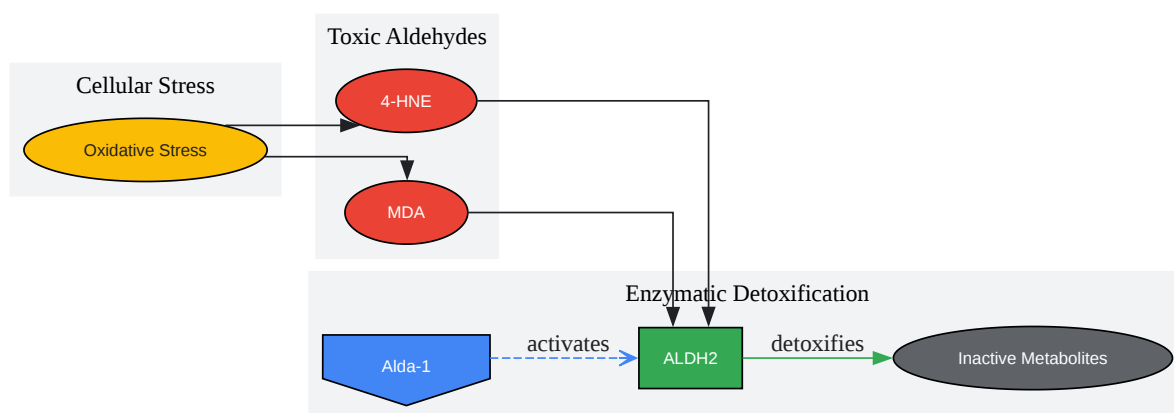 Toxic Aldehydes
Cellular Stress
4-HNE
Oxidative Stress
MDA
Enzymatic Detoxification
activates
detoxifies
Alda-1
ALDH2
Inactive Metabolites